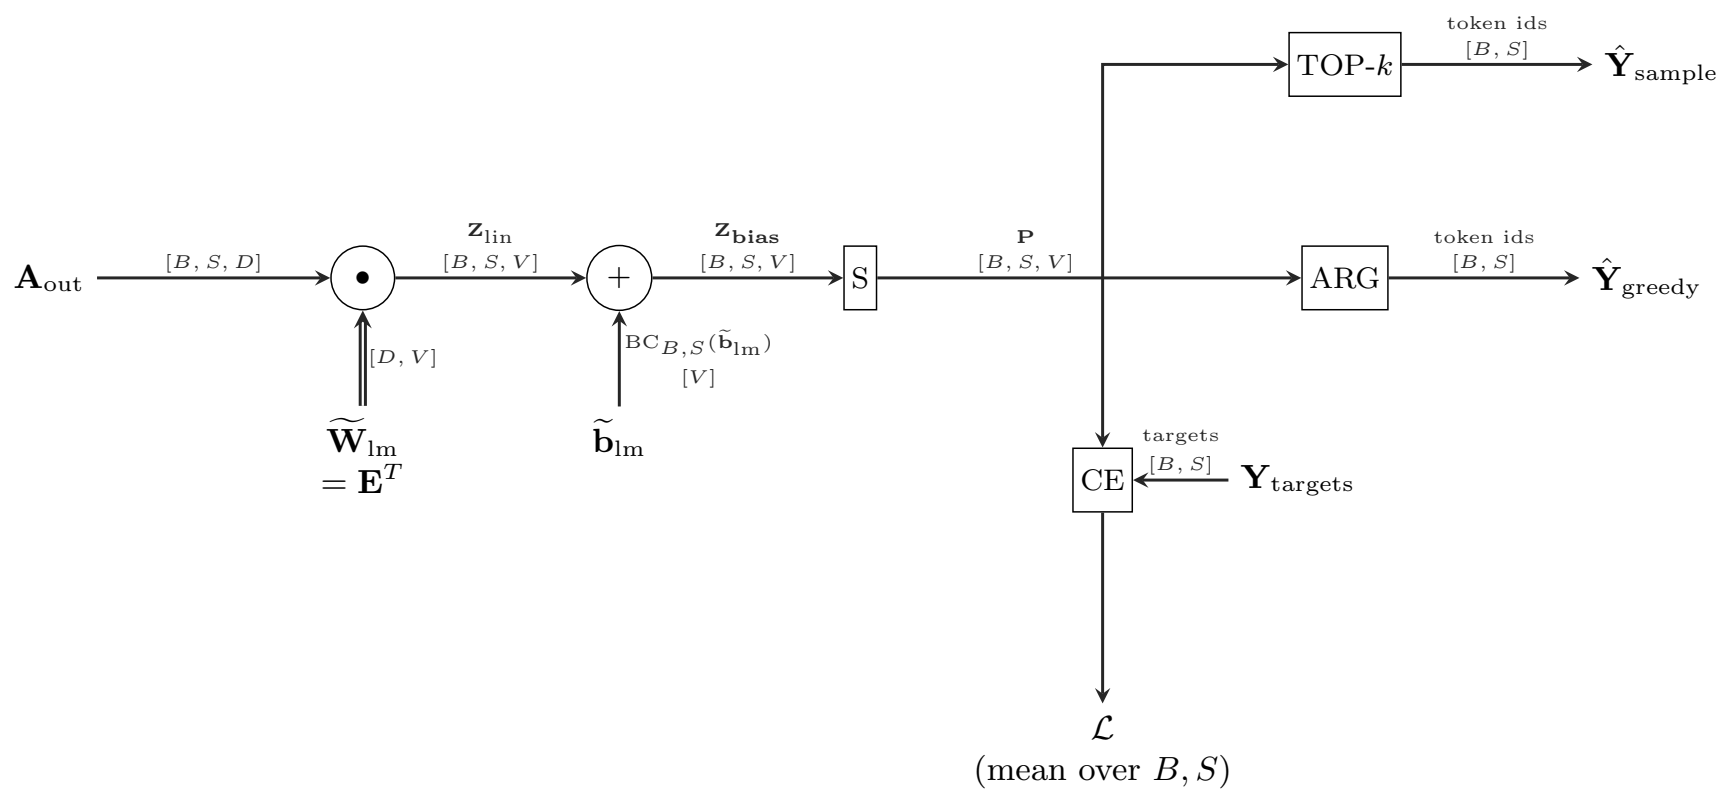 token ids
[B, S]
TOP-k
Ŷ_sample
A_out
[B, S, D]
•
z_lin
[B, S, V]
+
z_bias
[B, S, V]
S
P
[B, S, V]
ARG
token ids
[B, S]
Ŷ_greedy
[D, V]
W̃_lm
= E^T
BC_{B,S}(b̃_lm)
[V]
b̃_lm
CE
targets
[B, S]
Y_targets
ℒ
(mean over B, S)